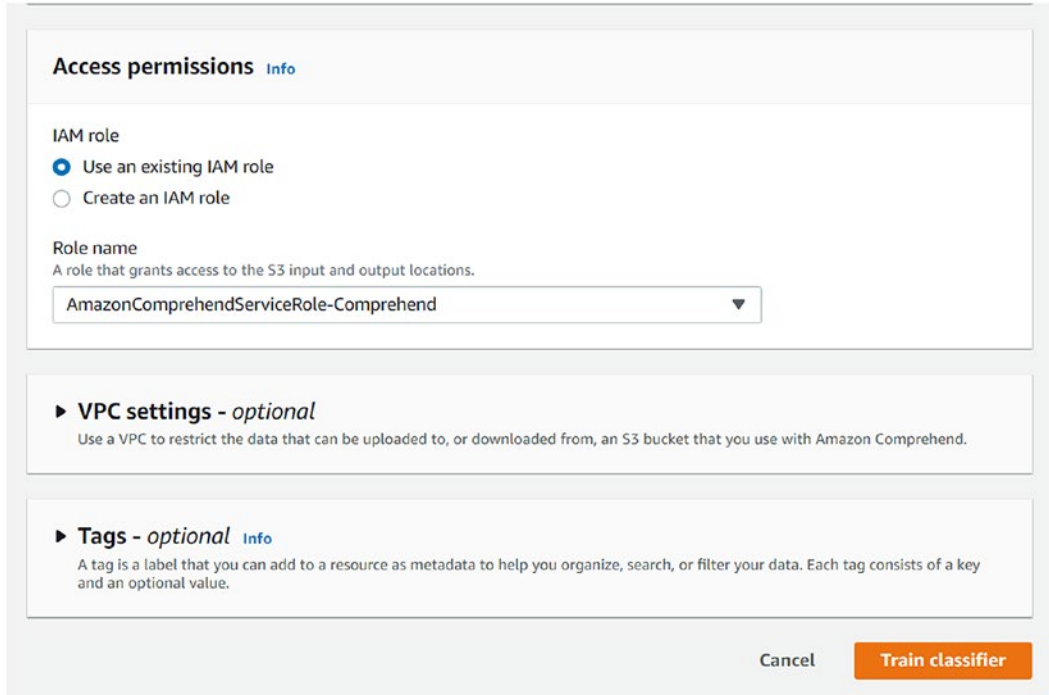 Access permissions Info
IAM role
Use an existing IAM role
Create an IAM role
Role name
A role that grants access to the S3 input and output locations.
AmazonComprehendServiceRole-Comprehend
VPC settings - optional
Use a VPC to restrict the data that can be uploaded to, or downloaded from, an S3 bucket that you use with Amazon Comprehend.
Tags - optional Info
A tag is a label that you can add to a resource as metadata to help you organize, search, or filter your data. Each tag consists of a key
and an optional value.
Cancel Train classifier